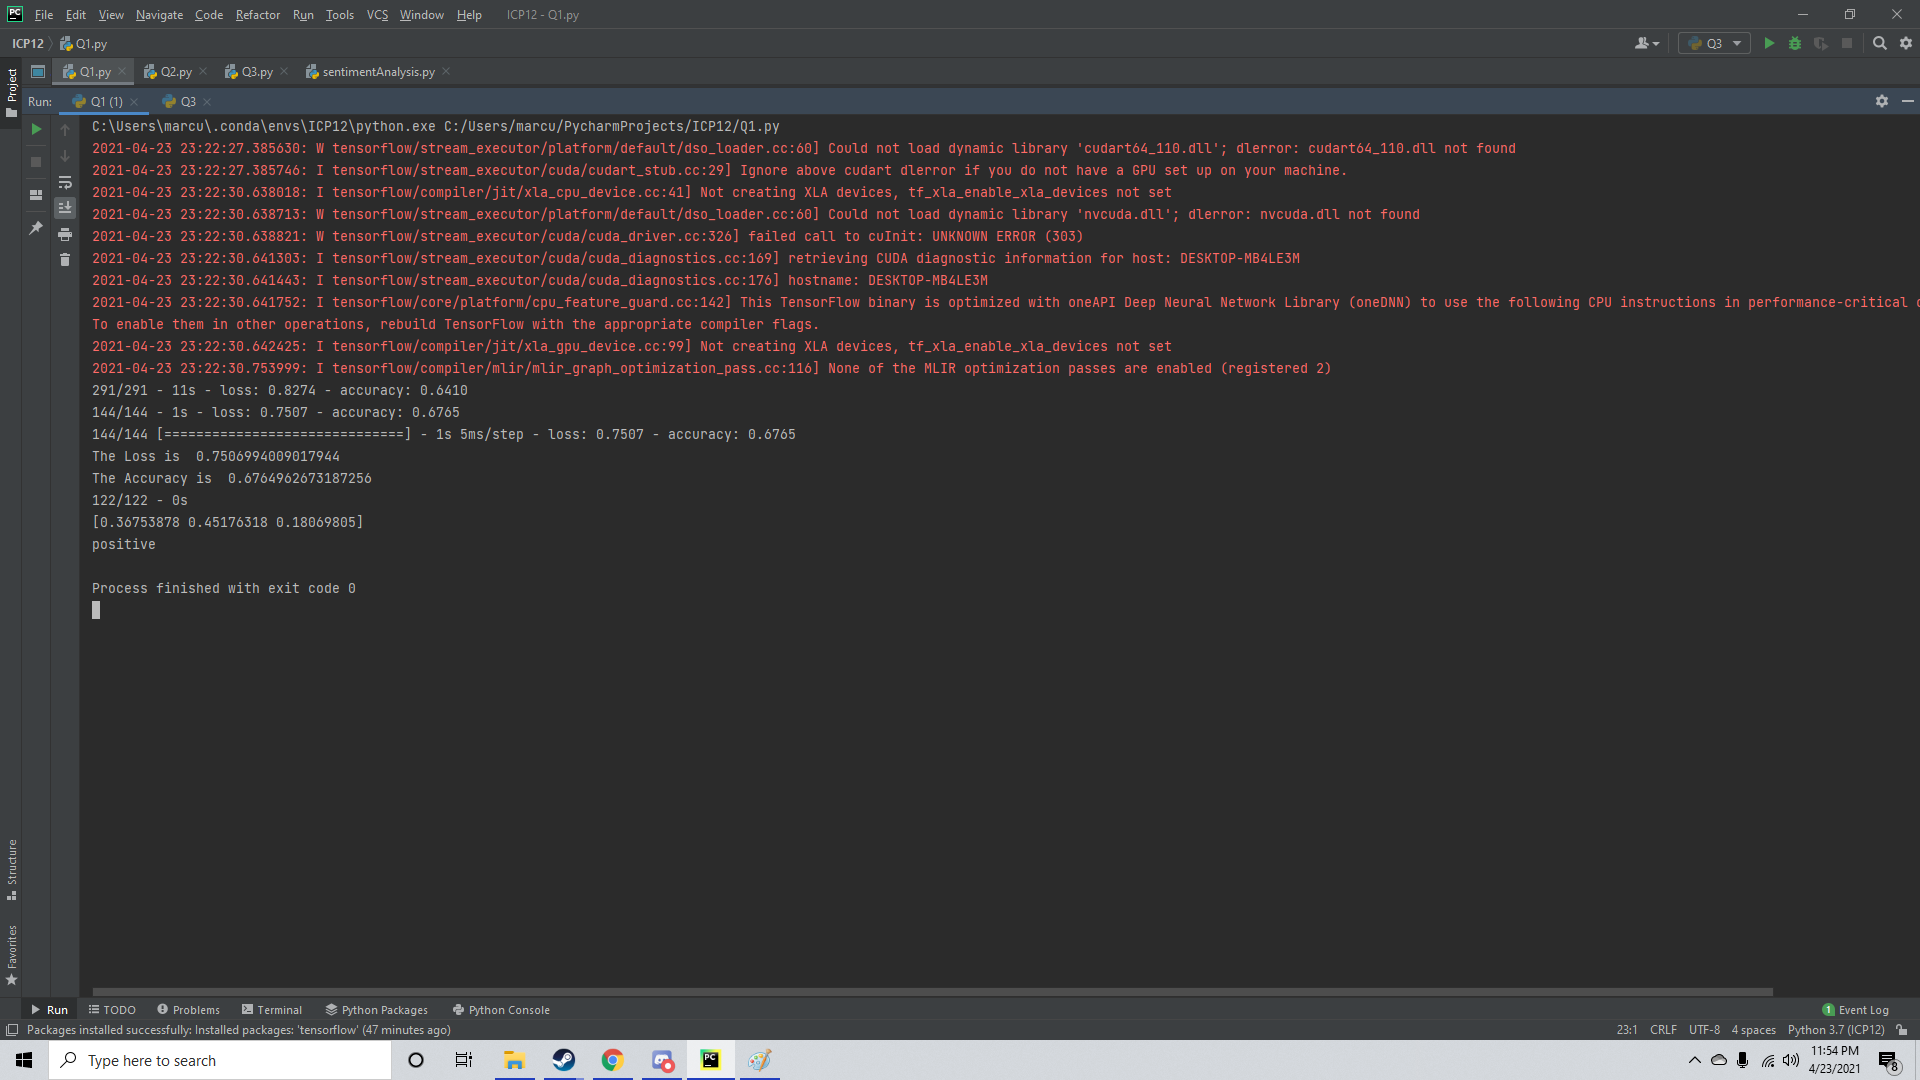 PC File Edit View Navigate Code Refactor Run Tools VCS Window Help ICP12 - Q1.py
ICP12 Q1.py Q3
Project
Q1.py Q2.py Q3.py sentimentAnalysis.py
Run: Q1 (1) Q3
C:\Users\marcu\.conda\envs\ICP12\python.exe C:/Users/marcu/PycharmProjects/ICP12/Q1.py
2021-04-23 23:22:27.385630: W tensorflow/stream_executor/platform/default/dso_loader.cc:60] Could not load dynamic library 'cudart64_110.dll'; dlerror: cudart64_110.dll not found
2021-04-23 23:22:27.385746: I tensorflow/stream_executor/cuda/cudart_stub.cc:29] Ignore above cudart dlerror if you do not have a GPU set up on your machine.
2021-04-23 23:22:30.638018: I tensorflow/compiler/jit/xla_cpu_device.cc:41] Not creating XLA devices, tf_xla_enable_xla_devices not set
2021-04-23 23:22:30.638713: W tensorflow/stream_executor/platform/default/dso_loader.cc:60] Could not load dynamic library 'nvcuda.dll'; dlerror: nvcuda.dll not found
2021-04-23 23:22:30.638821: W tensorflow/stream_executor/cuda/cuda_driver.cc:326] failed call to cuInit: UNKNOWN ERROR (303)
2021-04-23 23:22:30.641303: I tensorflow/stream_executor/cuda/cuda_diagnostics.cc:169] retrieving CUDA diagnostic information for host: DESKTOP-MB4LE3M
2021-04-23 23:22:30.641443: I tensorflow/stream_executor/cuda/cuda_diagnostics.cc:176] hostname: DESKTOP-MB4LE3M
2021-04-23 23:22:30.641752: I tensorflow/core/platform/cpu_feature_guard.cc:142] This TensorFlow binary is optimized with oneAPI Deep Neural Network Library (oneDNN) to use the following CPU instructions in performance-critical
To enable them in other operations, rebuild TensorFlow with the appropriate compiler flags.
2021-04-23 23:22:30.642425: I tensorflow/compiler/jit/xla_gpu_device.cc:99] Not creating XLA devices, tf_xla_enable_xla_devices not set
2021-04-23 23:22:30.753999: I tensorflow/compiler/mlir/mlir_graph_optimization_pass.cc:116] None of the MLIR optimization passes are enabled (registered 2)
291/291 - 11s - loss: 0.8274 - accuracy: 0.6410
144/144 - 1s - loss: 0.7507 - accuracy: 0.6765
144/144 [==============================] - 1s 5ms/step - loss: 0.7507 - accuracy: 0.6765
The Loss is  0.7506994009017944
The Accuracy is  0.6764962673187256
122/122 - 0s
[0.36753878 0.45176318 0.18069805]
positive
Process finished with exit code 0
Structure
Favorites
Run TODO Problems Terminal Python Packages Python Console 1 Event Log
Packages installed successfully: Installed packages: 'tensorflow' (47 minutes ago) 23:1 CRLF UTF-8 4 spaces Python 3.7 (ICP12)
Type here to search PC 11:54 PM
4/23/2021 8